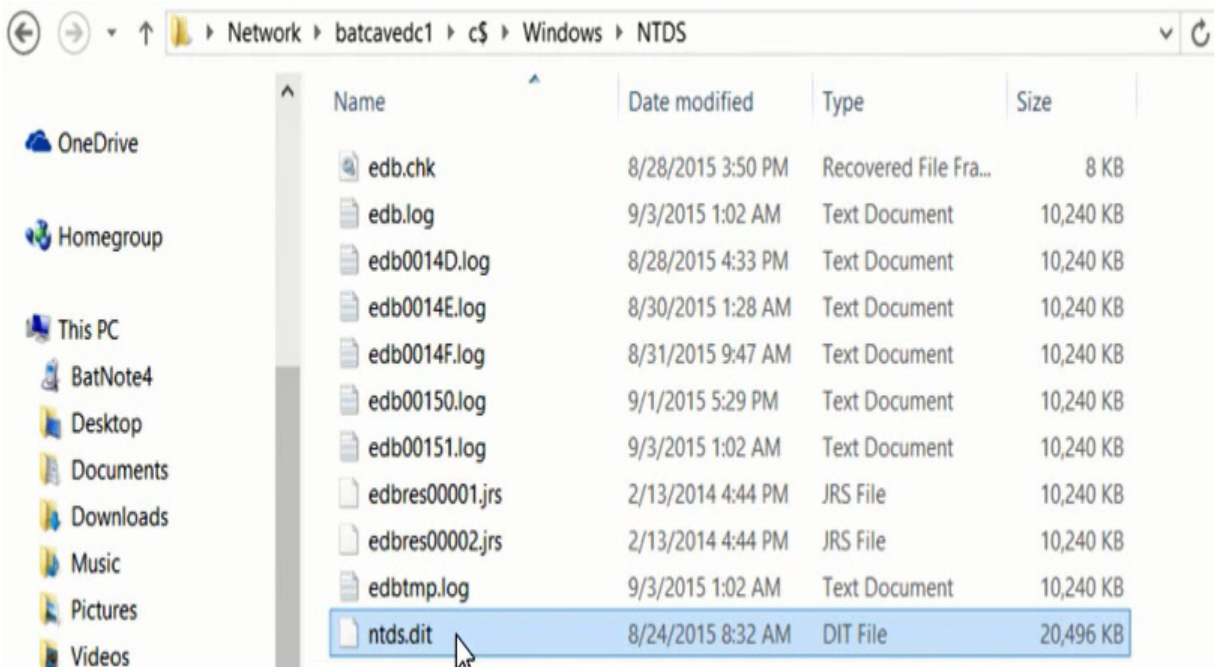 Network batcavedc1 c$ Windows NTDS
Name Date modified Type Size
OneDrive
Homegroup
This PC
BatNote4
Desktop
Documents
Downloads
Music
Pictures
Videos
edb.chk 8/28/2015 3:50 PM Recovered File Fra... 8 KB
edb.log 9/3/2015 1:02 AM Text Document 10,240 KB
edb0014D.log 8/28/2015 4:33 PM Text Document 10,240 KB
edb0014E.log 8/30/2015 1:28 AM Text Document 10,240 KB
edb0014F.log 8/31/2015 9:47 AM Text Document 10,240 KB
edb00150.log 9/1/2015 5:29 PM Text Document 10,240 KB
edb00151.log 9/3/2015 1:02 AM Text Document 10,240 KB
edbres00001.jrs 2/13/2014 4:44 PM JRS File 10,240 KB
edbres00002.jrs 2/13/2014 4:44 PM JRS File 10,240 KB
edbtmp.log 9/3/2015 1:02 AM Text Document 10,240 KB
ntds.dit 8/24/2015 8:32 AM DIT File 20,496 KB